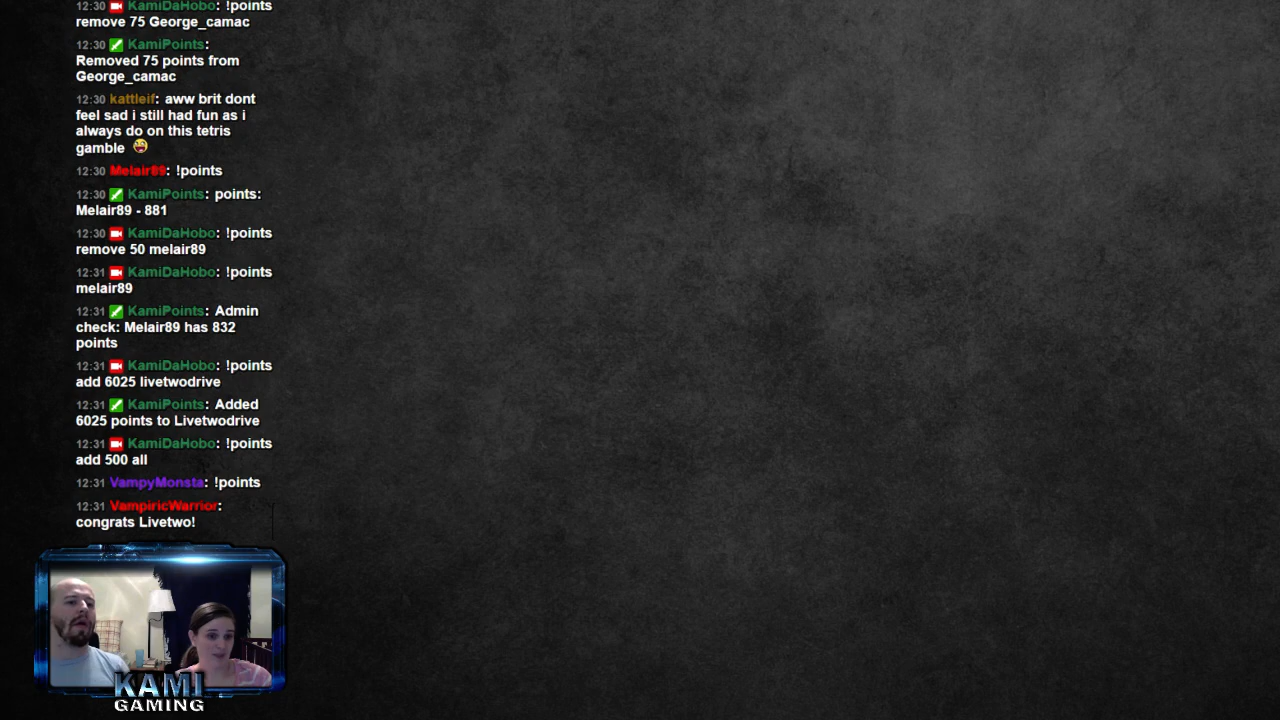 12:30 KamiDaHobo: !points
remove 75 George_camac
12:30 KamiPoints:
Removed 75 points from
George_camac
12:30 kattleif: aww brit dont
feel sad i still had fun as i
always do on this tetris
gamble
12:30 Melair89: !points
12:30 KamiPoints: points:
Melair89 - 881
12:30 KamiDaHobo: !points
remove 50 melair89
12:31 KamiDaHobo: !points
melair89
12:31 KamiPoints: Admin
check: Melair89 has 832
points
12:31 KamiDaHobo: !points
add 6025 livetwodrive
12:31 KamiPoints: Added
6025 points to Livetwodrive
12:31 KamiDaHobo: !points
add 500 all
12:31 VampyMonsta: !points
12:31 VampiricWarrior:
congrats Livetwo!
KAMI
GAMING